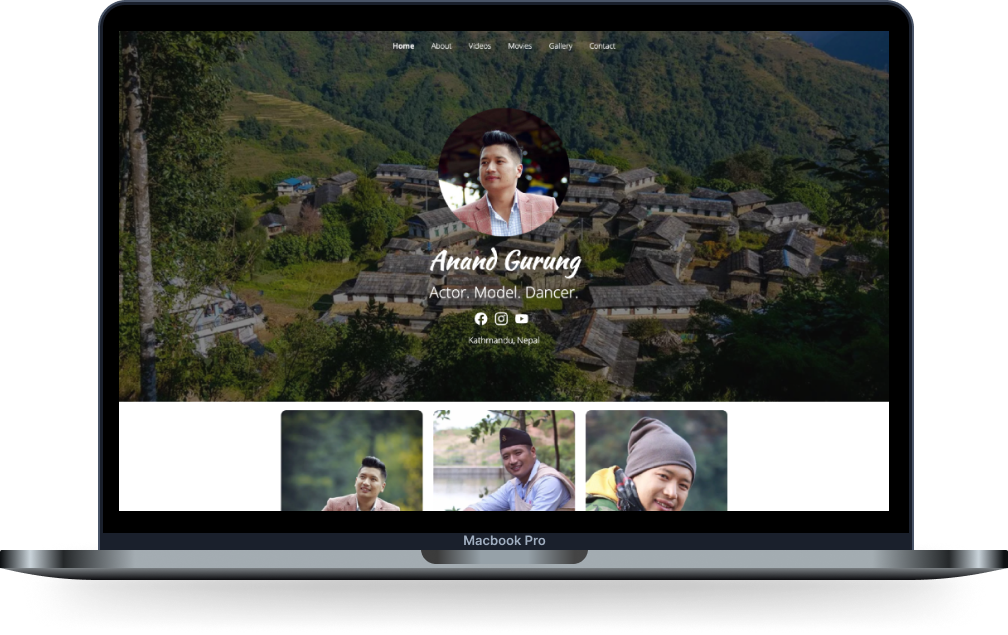 Home About Videos Movies Gallery Contact
Anand Gurung
Actor. Model. Dancer.
Kathmandu, Nepal
Macbook Pro